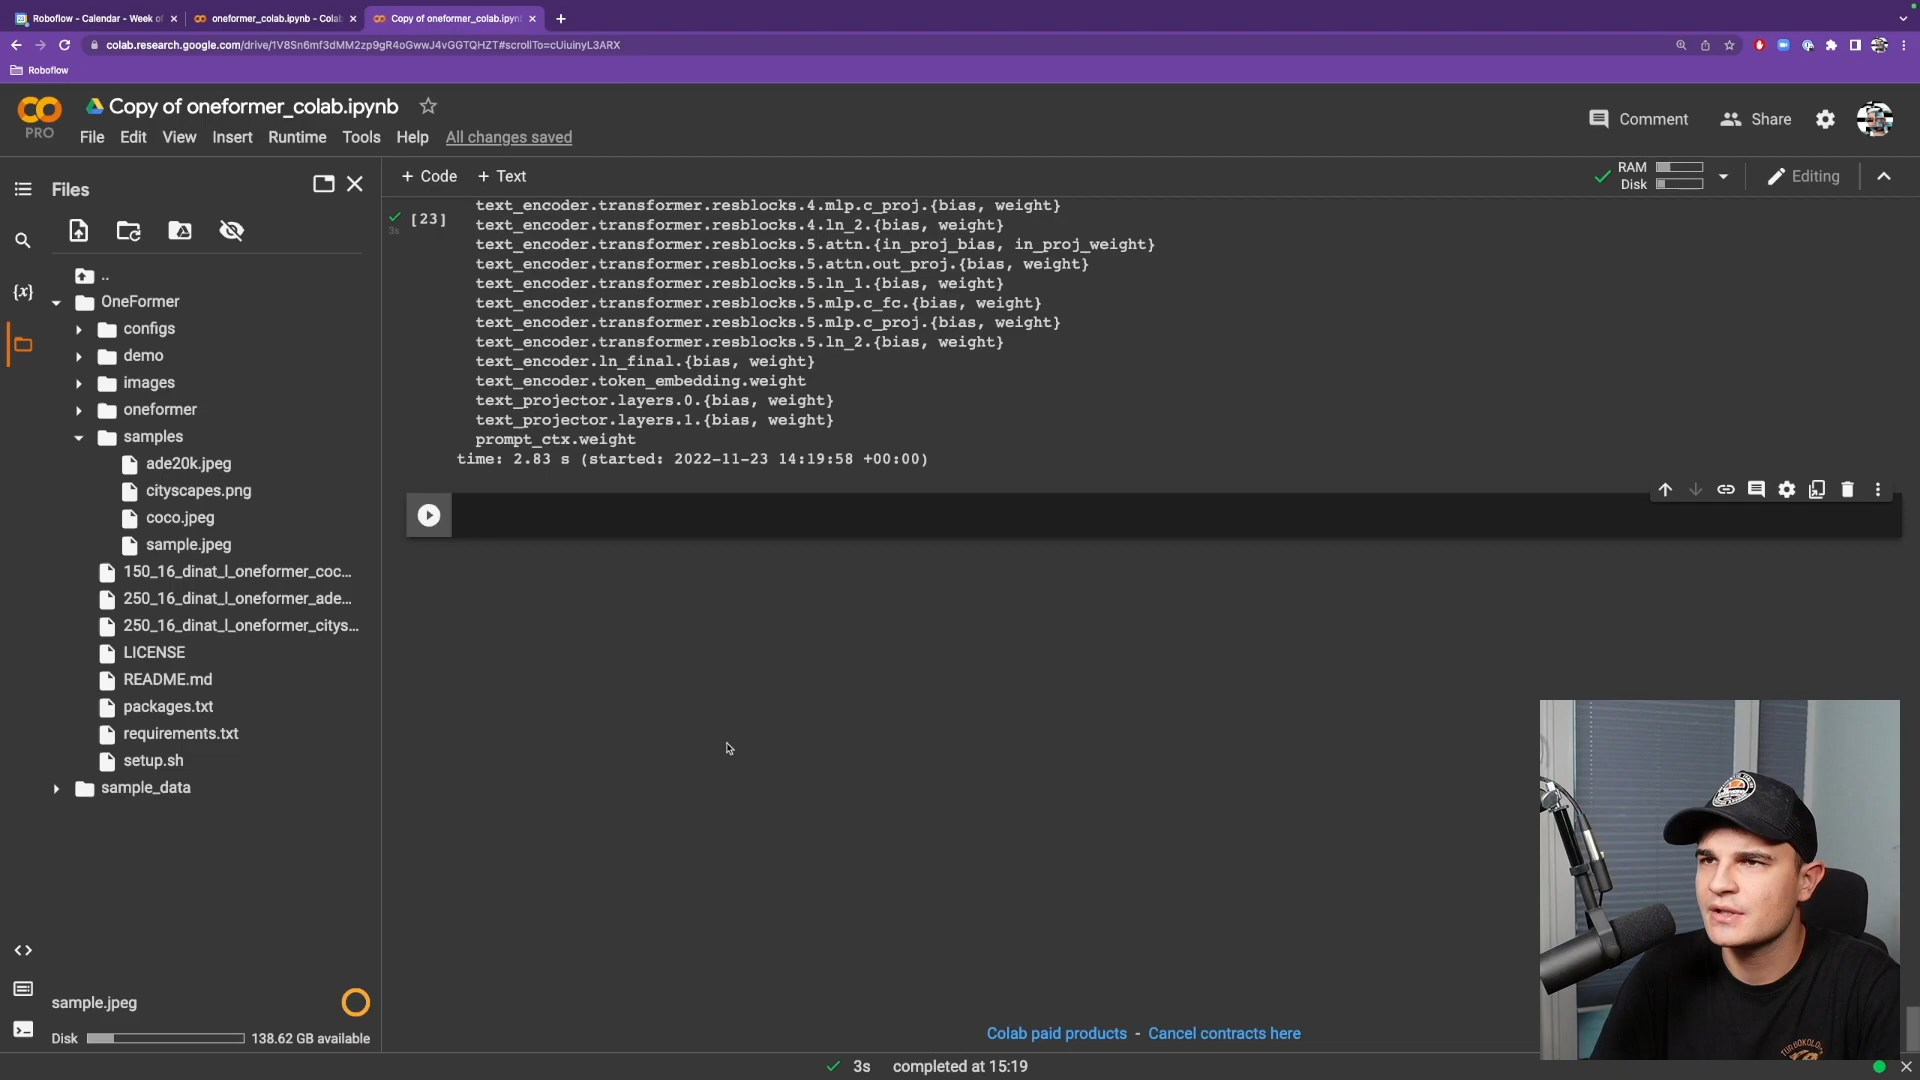 Roboflow - Calendar - Week of
oneformer_colab.ipynb - Colab
Copy of oneformer_colab.ipyn
colab.research.google.com/drive/1V8Sn6mf3dMM2zp9gR4oGwwJ4vGGTQHZT#scrollTo=cUiuinyL3ARX
Roboflow
PRO
Copy of oneformer_colab.ipynb
File Edit View Insert Runtime Tools Help All changes saved
Comment
Share
Files
+ Code + Text
RAM
Disk
Editing
..
OneFormer
configs
demo
images
oneformer
samples
ade20k.jpeg
cityscapes.png
coco.jpeg
sample.jpeg
150_16_dinat_l_oneformer_coc...
250_16_dinat_l_oneformer_ade...
250_16_dinat_l_oneformer_citys...
LICENSE
README.md
packages.txt
requirements.txt
setup.sh
sample_data
{x}
sample.jpeg
Disk 138.62 GB available
3s
[23]
text_encoder.transformer.resblocks.4.mlp.c_proj.{bias, weight}
text_encoder.transformer.resblocks.4.ln_2.{bias, weight}
text_encoder.transformer.resblocks.5.attn.{in_proj_bias, in_proj_weight}
text_encoder.transformer.resblocks.5.attn.out_proj.{bias, weight}
text_encoder.transformer.resblocks.5.ln_1.{bias, weight}
text_encoder.transformer.resblocks.5.mlp.c_fc.{bias, weight}
text_encoder.transformer.resblocks.5.mlp.c_proj.{bias, weight}
text_encoder.transformer.resblocks.5.ln_2.{bias, weight}
text_encoder.ln_final.{bias, weight}
text_encoder.token_embedding.weight
text_projector.layers.0.{bias, weight}
text_projector.layers.1.{bias, weight}
prompt_ctx.weight
time: 2.83 s (started: 2022-11-23 14:19:58 +00:00)
Colab paid products - Cancel contracts here
3s completed at 15:19